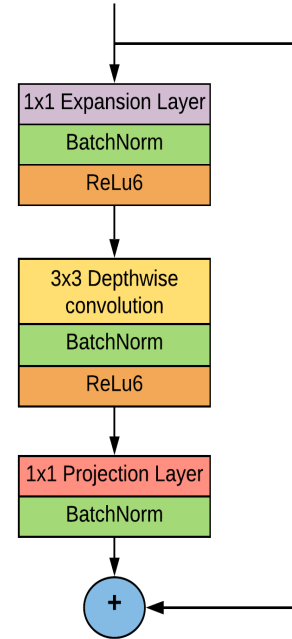 1x1 Expansion Layer
BatchNorm
ReLu6
3x3 Depthwise
convolution
BatchNorm
ReLu6
1x1 Projection Layer
BatchNorm
+